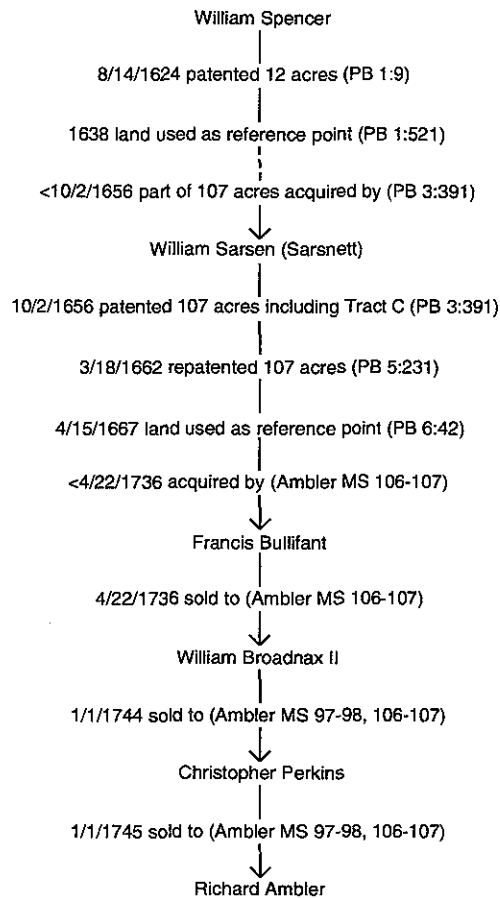 William Spencer
8/14/1624 patented 12 acres (PB 1:9)
1638 land used as reference point (PB 1:521)
<10/2/1656 part of 107 acres acquired by (PB 3:391)
William Sarsen (Sarsnett)
10/2/1656 patented 107 acres including Tract C (PB 3:391)
3/18/1662 repatented 107 acres (PB 5:231)
4/15/1667 land used as reference point (PB 6:42)
<4/22/1736 acquired by (Ambler MS 106-107)
Francis Bullifant
4/22/1736 sold to (Ambler MS 106-107)
William Broadnax II
1/1/1744 sold to (Ambler MS 97-98, 106-107)
Christopher Perkins
1/1/1745 sold to (Ambler MS 97-98, 106-107)
Richard Ambler